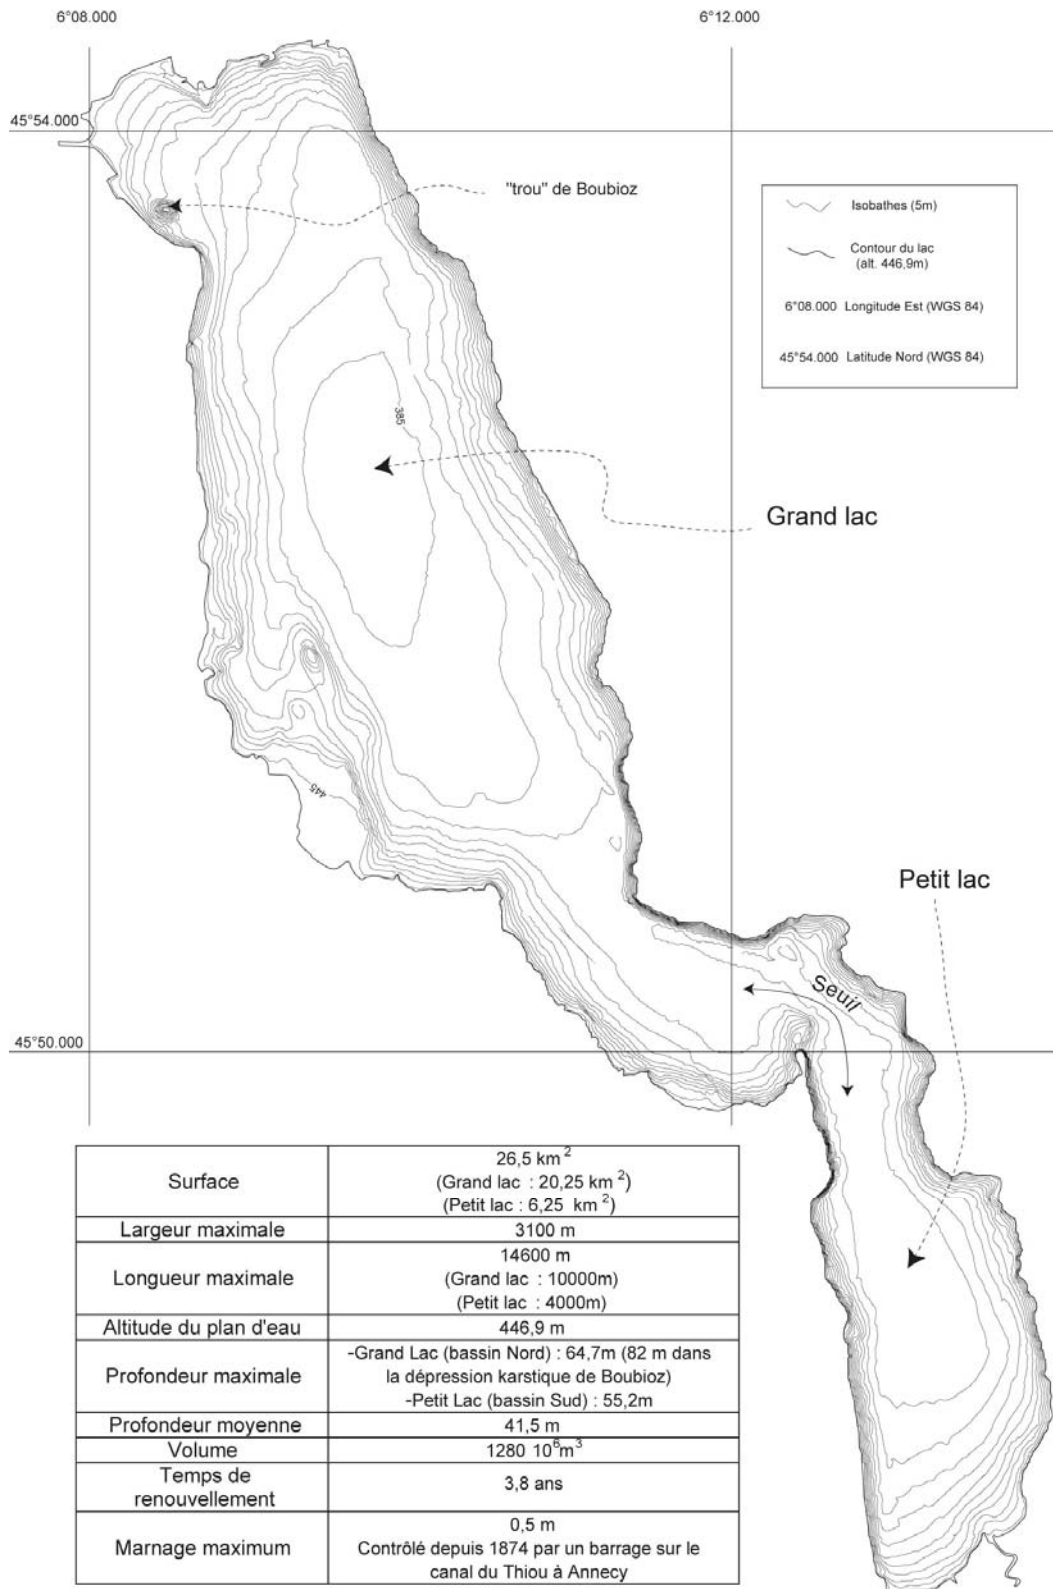 6°08.000
6°12.000
45°54.000
"trou" de Boubioz
Isobathes (5m)
Contour du lac
(alt. 446,9m)
6°08.000 Longitude Est (WGS 84)
45°54.000 Latitude Nord (WGS 84)
385
Grand lac
445
Petit lac
Seuil
45°50.000
Surface
26,5 km²
(Grand lac : 20,25 km²)
(Petit lac : 6,25 km²)
Largeur maximale
3100 m
Longueur maximale
14600 m
(Grand lac : 10000m)
(Petit lac : 4000m)
Altitude du plan d'eau
446,9 m
Profondeur maximale
-Grand Lac (bassin Nord) : 64,7m (82 m dans
la dépression karstique de Boubioz)
-Petit Lac (bassin Sud) : 55,2m
Profondeur moyenne
41,5 m
Volume
1280 10⁶m³
Temps de
renouvellement
3,8 ans
Marnage maximum
0,5 m
Contrôlé depuis 1874 par un barrage sur le
canal du Thiou à Annecy